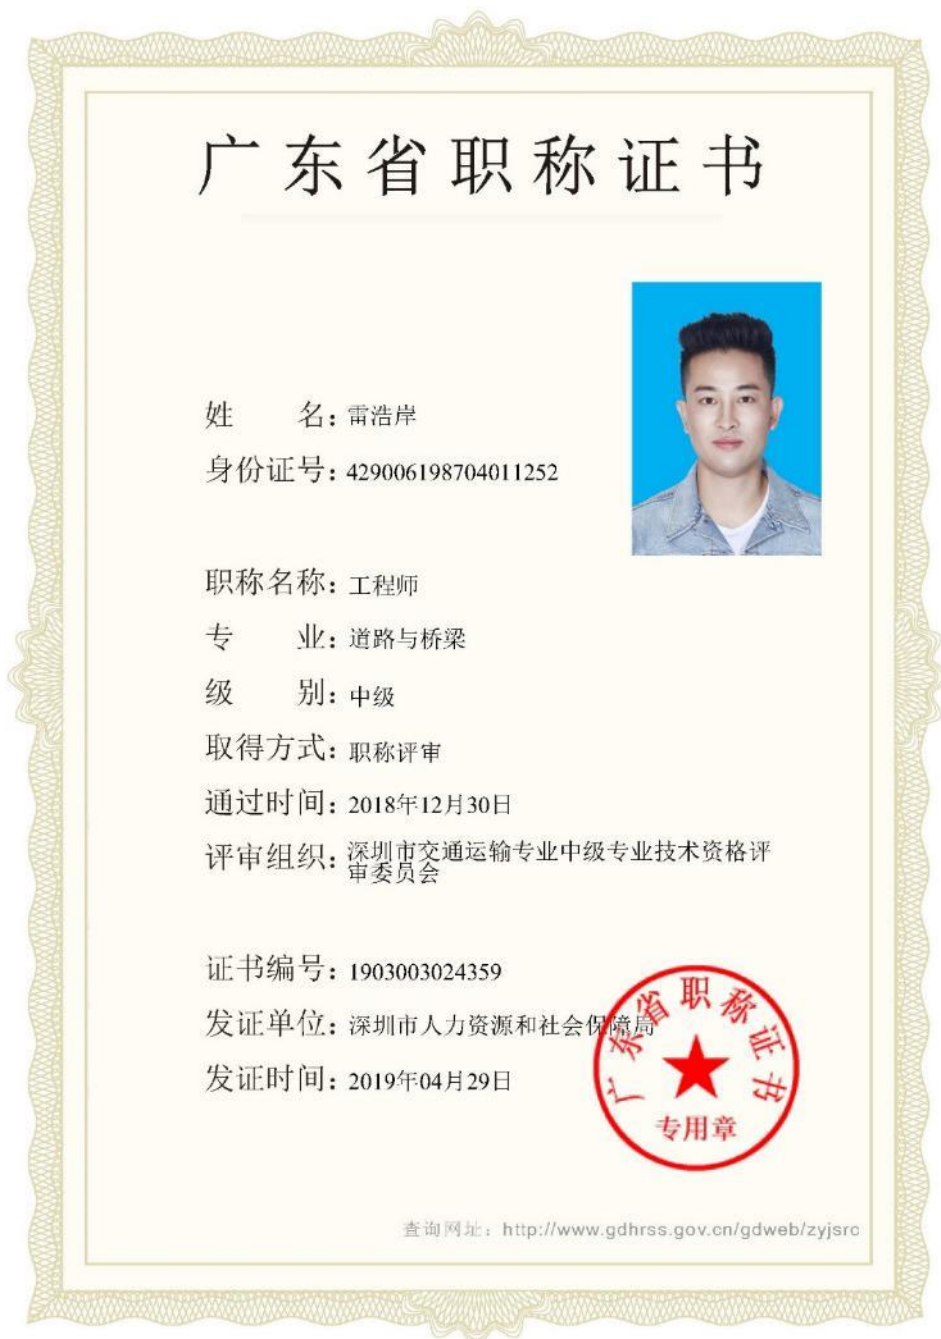 广东省职称证书
姓 名：雷浩岸
身份证号：429006198704011252
职称名称：工程师
专 业：道路与桥梁
级 别：中级
取得方式：职称评审
通过时间：2018年12月30日
评审组织：深圳市交通运输专业中级专业技术资格评
审委员会
证书编号：1903003024359
发证单位：深圳市人力资源和社会保障局
发证时间：2019年04月29日
广东省职称证书
专用章
查询网址：http://www.gdhrss.gov.cn/gdweb/zyjsrc